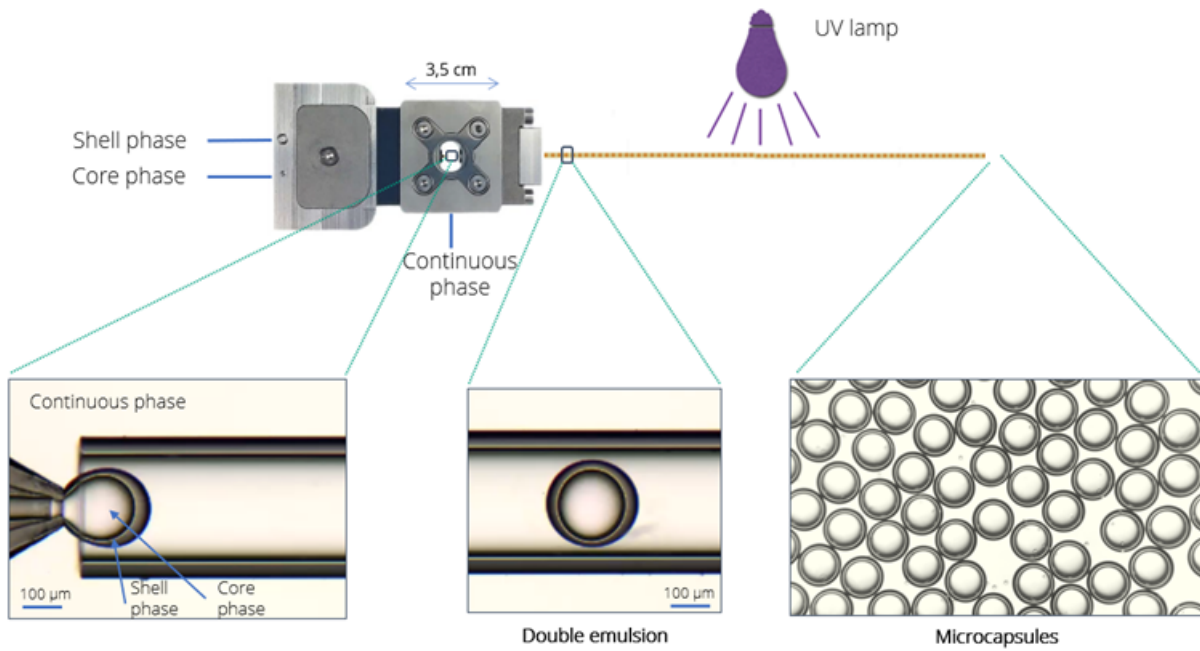 UV lamp
3,5 cm
Shell phase
Core phase
Continuous
phase
Continuous phase
Shell
phase
Core
phase
100 µm
100 µm
Double emulsion
Microcapsules